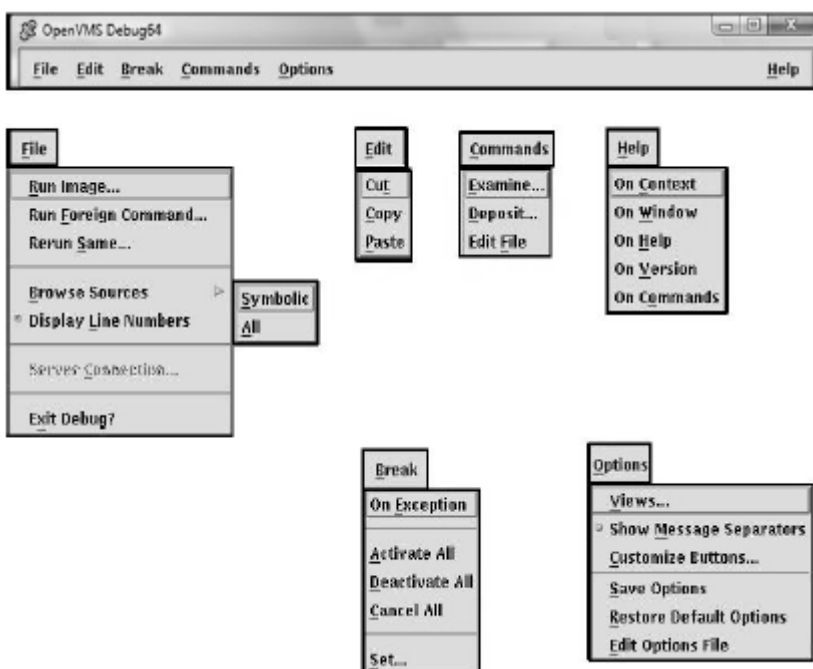 OpenVMS Debug64
File Edit Break Commands Options Help
File
Run Image...
Run Foreign Command...
Rerun Same...
Browse Sources
Display Line Numbers
Server Connection...
Exit Debug?
Symbolic
All
Edit
Cut
Copy
Paste
Commands
Examine...
Deposit...
Edit File
Help
On Context
On Window
On Help
On Version
On Commands
Break
On Exception
Activate All
Deactivate All
Cancel All
Set...
Options
Views...
Show Message Separators
Customize Buttons...
Save Options
Restore Default Options
Edit Options File